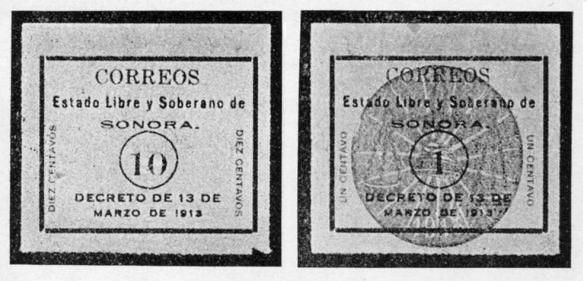 CORREOS
Estado Libre y Soberano de
SONORA.
DIEZ CENTAVOS
10
DIEZ CENTAVOS
DECRETO DE 13 DE
MARZO DE 1913
CORREOS
Estado Libre y Soberano de
SONORA.
UN CENTAVO
1
UN CENTAVO
DECRETO DE 13 DE
MARZO DE 1913